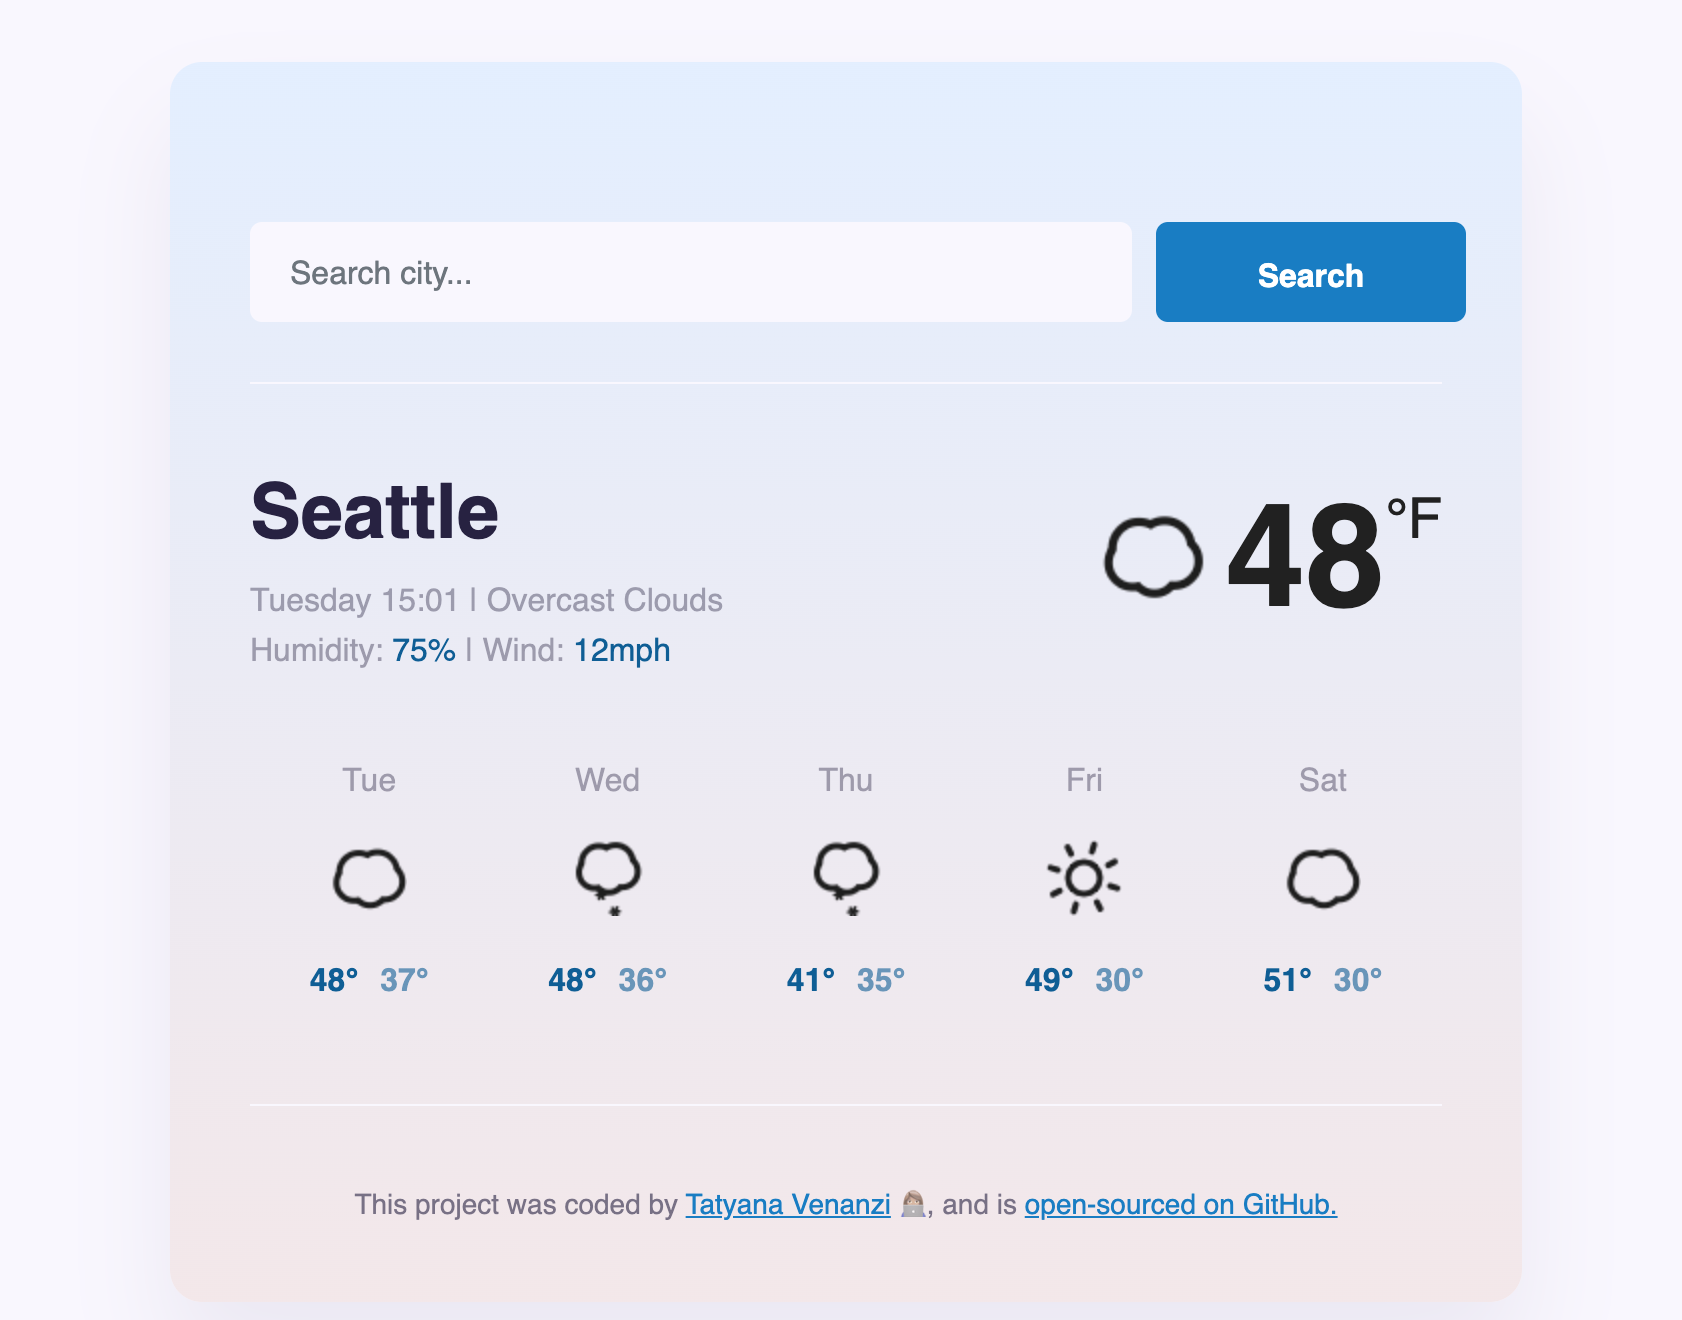 Search city...
Search
Seattle
48°F
Tuesday 15:01 | Overcast Clouds
Humidity: 75% | Wind: 12mph
Tue Wed Thu Fri Sat
48° 37° 48° 36° 41° 35° 49° 30° 51° 30°
This project was coded by Tatyana Venanzi 👩🏼‍💻, and is open-sourced on GitHub.